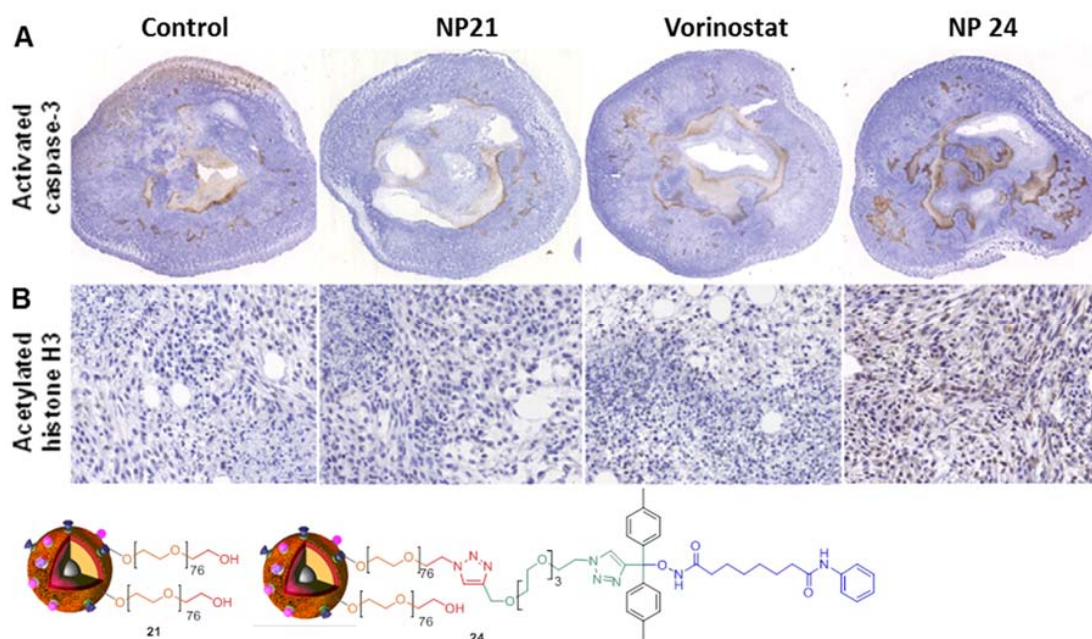 A Control NP21 Vorinostat NP 24
Activated
caspase-3
B
Acetylated
histone H3
O O O OH
76
O O O OH
76
21
O O O N N N
76
O O O OH
76
O O O N N N
3
O NH O O H N
24